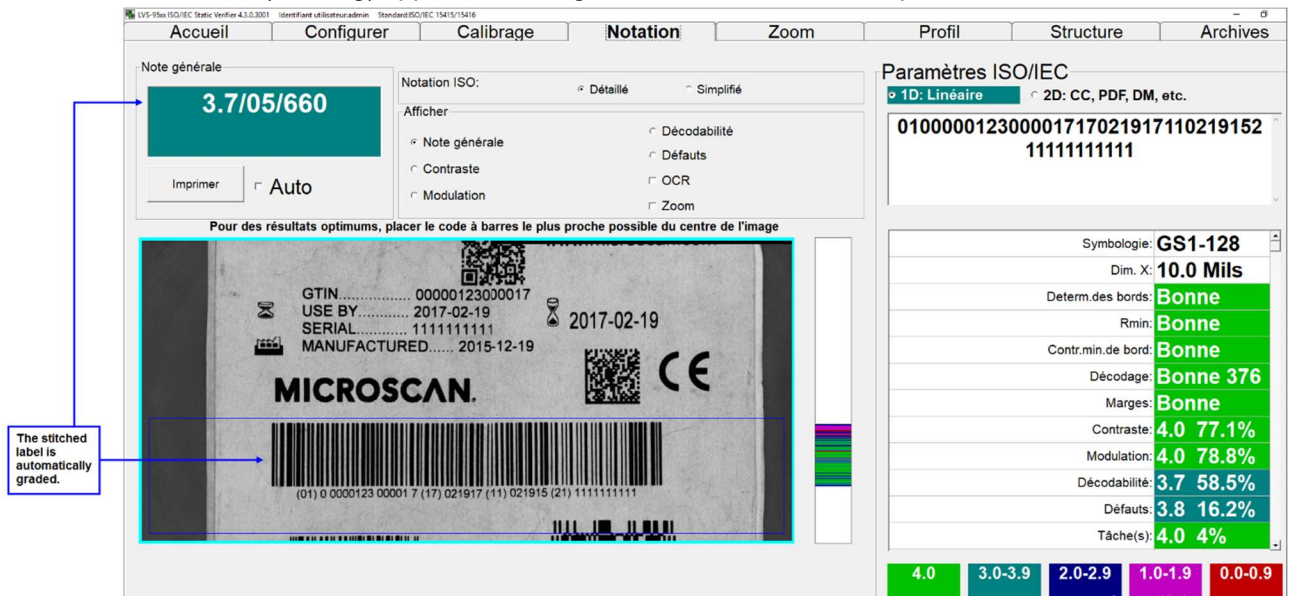 LVS-95xx ISO/IEC Static Verifier 4.3.0.3001 Identifiant utilisateur:admin Standard:ISO/IEC 15415/15416
Accueil Configurer Calibrage Notation Zoom Profil Structure Archives
Note générale
3.7/05/660
Imprimer
Auto
Notation ISO:
Détaillé
Simplifié
Afficher
Note générale
Contraste
Modulation
Décodabilité
Défauts
OCR
Zoom
Pour des résultats optimums, placer le code à barres le plus proche possible du centre de l'image
GTIN................ 00000123000017
USE BY............ 2017-02-19
SERIAL............ 1111111111
MANUFACTURED...... 2015-12-19
2017-02-19
CE
MICROSCAN.
(01) 0 0000123 00001 7 (17) 021917 (11) 021915 (21) 1111111111
The stitched
label is
automatically
graded.
Paramètres ISO/IEC
1D: Linéaire
2D: CC, PDF, DM, etc.
010000012300001717021917110219152
11111111111
Symbologie: GS1-128
Dim. X: 10.0 Mils
Determ.des bords: Bonne
Rmin: Bonne
Contr.min.de bord: Bonne
Décodage: Bonne 376
Marges: Bonne
Contraste: 4.0 77.1%
Modulation: 4.0 78.8%
Décodabilité: 3.7 58.5%
Défauts: 3.8 16.2%
Tâche(s): 4.0 4%
4.0 3.0-3.9 2.0-2.9 1.0-1.9 0.0-0.9